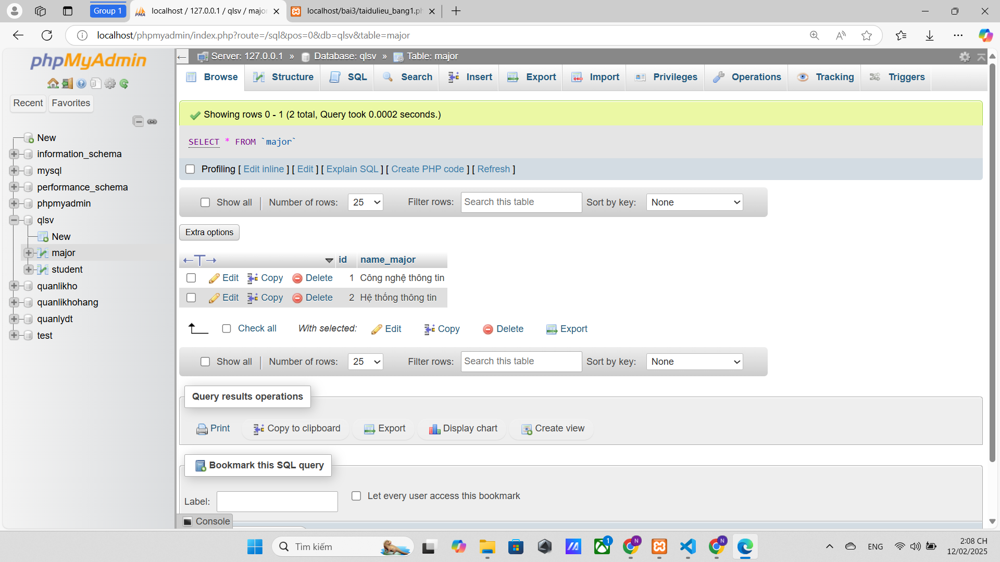 Group 1
localhost / 127.0.0.1 / qlsv / major
localhost/bai3/taidulieu_bang1.ph
localhost/phpmyadmin/index.php?route=/sql&pos=0&db=qlsv&table=major
phpMyAdmin
Recent
Favorites
New
information_schema
mysql
performance_schema
phpmyadmin
qlsv
New
major
student
quanlikho
quanlikhohang
quanlydt
test
Server: 127.0.0.1 » Database: qlsv » Table: major
Browse
Structure
SQL
Search
Insert
Export
Import
Privileges
Operations
Tracking
Triggers
Showing rows 0 - 1 (2 total, Query took 0.0002 seconds.)
SELECT * FROM `major`
Profiling [ Edit inline ] [ Edit ] [ Explain SQL ] [ Create PHP code ] [ Refresh ]
Show all | Number of rows: 25 Filter rows: Search this table Sort by key: None
Extra options
id name_major
Edit Copy Delete 1 Công nghệ thông tin
Edit Copy Delete 2 Hệ thống thông tin
Check all With selected: Edit Copy Delete Export
Show all | Number of rows: 25 Filter rows: Search this table Sort by key: None
Query results operations
Print Copy to clipboard Export Display chart Create view
Bookmark this SQL query
Label: Let every user access this bookmark
Console
Tìm kiếm
1
N
N
ENG
2:08 CH
12/02/2025